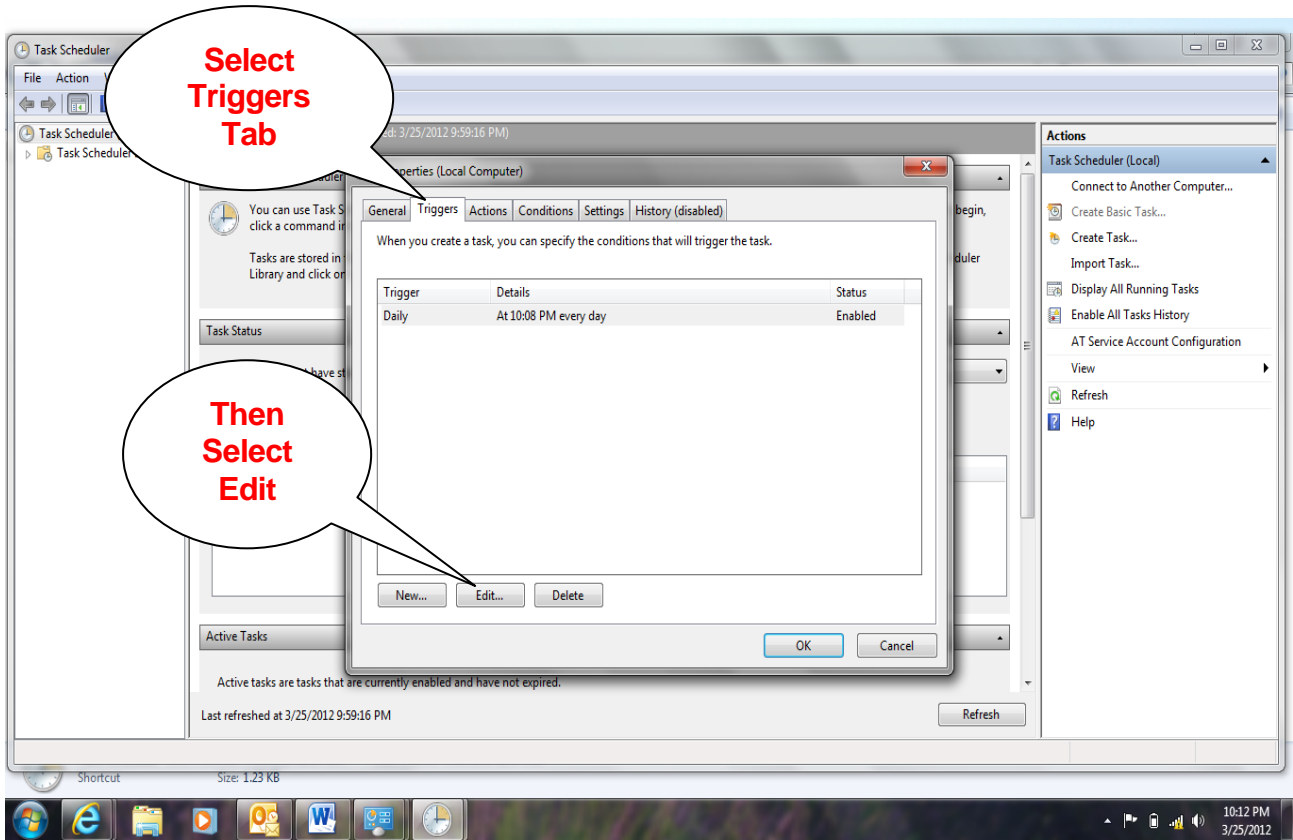 Select
Triggers
Tab
Task Scheduler
File Action
Task Scheduler
Task Scheduler
3/25/2012 9:59:16 PM)
You can use Task S
click a command in
begin,
Tasks are stored in
duler
Library and click on
Task Status
have st
Active Tasks
Active tasks are tasks that are currently enabled and have not expired.
Last refreshed at 3/25/2012 9:59:16 PM
Refresh
(Local Computer)
General Triggers Actions Conditions Settings History (disabled)
When you create a task, you can specify the conditions that will trigger the task.
Trigger Details Status
Daily At 10:08 PM every day Enabled
Then
Select
Edit
New... Edit... Delete
OK Cancel
Actions
Task Scheduler (Local)
Connect to Another Computer...
Create Basic Task...
Create Task...
Import Task...
Display All Running Tasks
Enable All Tasks History
AT Service Account Configuration
View
Refresh
Help
Shortcut Size: 1.23 KB
10:12 PM
3/25/2012